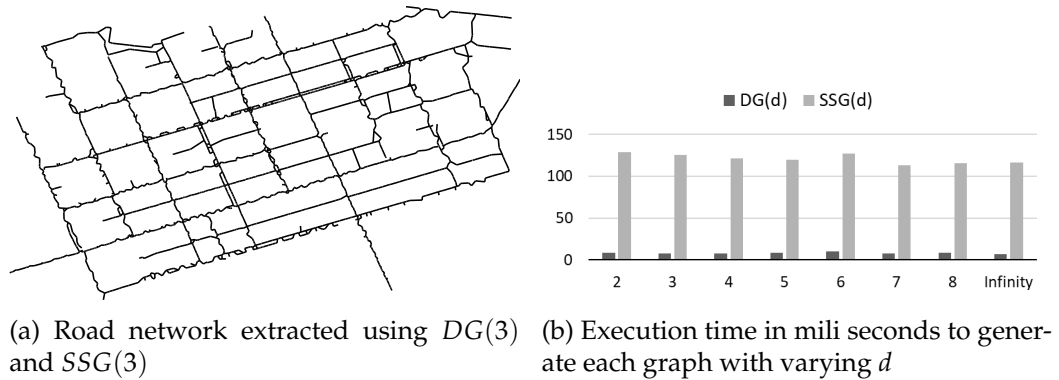 DG(d) SSG(d)
150
100
50
0
2 3 4 5 6 7 8 Infinity
(a) Road network extracted using DG(3)
and SSG(3)
(b) Execution time in mili seconds to gener-
ate each graph with varying d